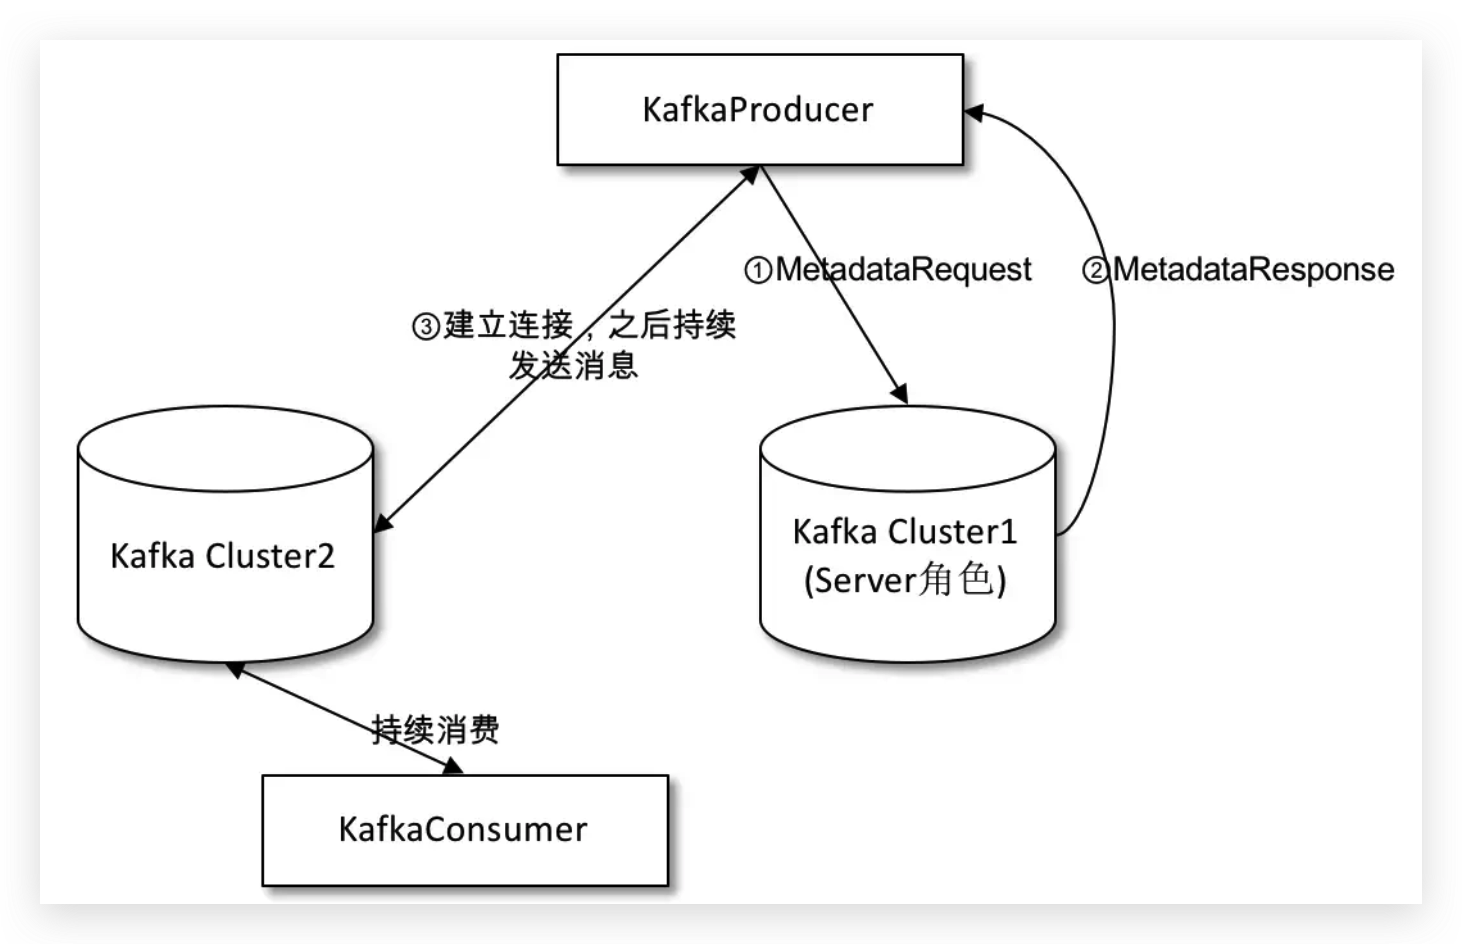 KafkaProducer
①MetadataRequest
②MetadataResponse
③建立连接，之后持续
发送消息
Kafka Cluster2
Kafka Cluster1
(Server角色)
持续消费
KafkaConsumer